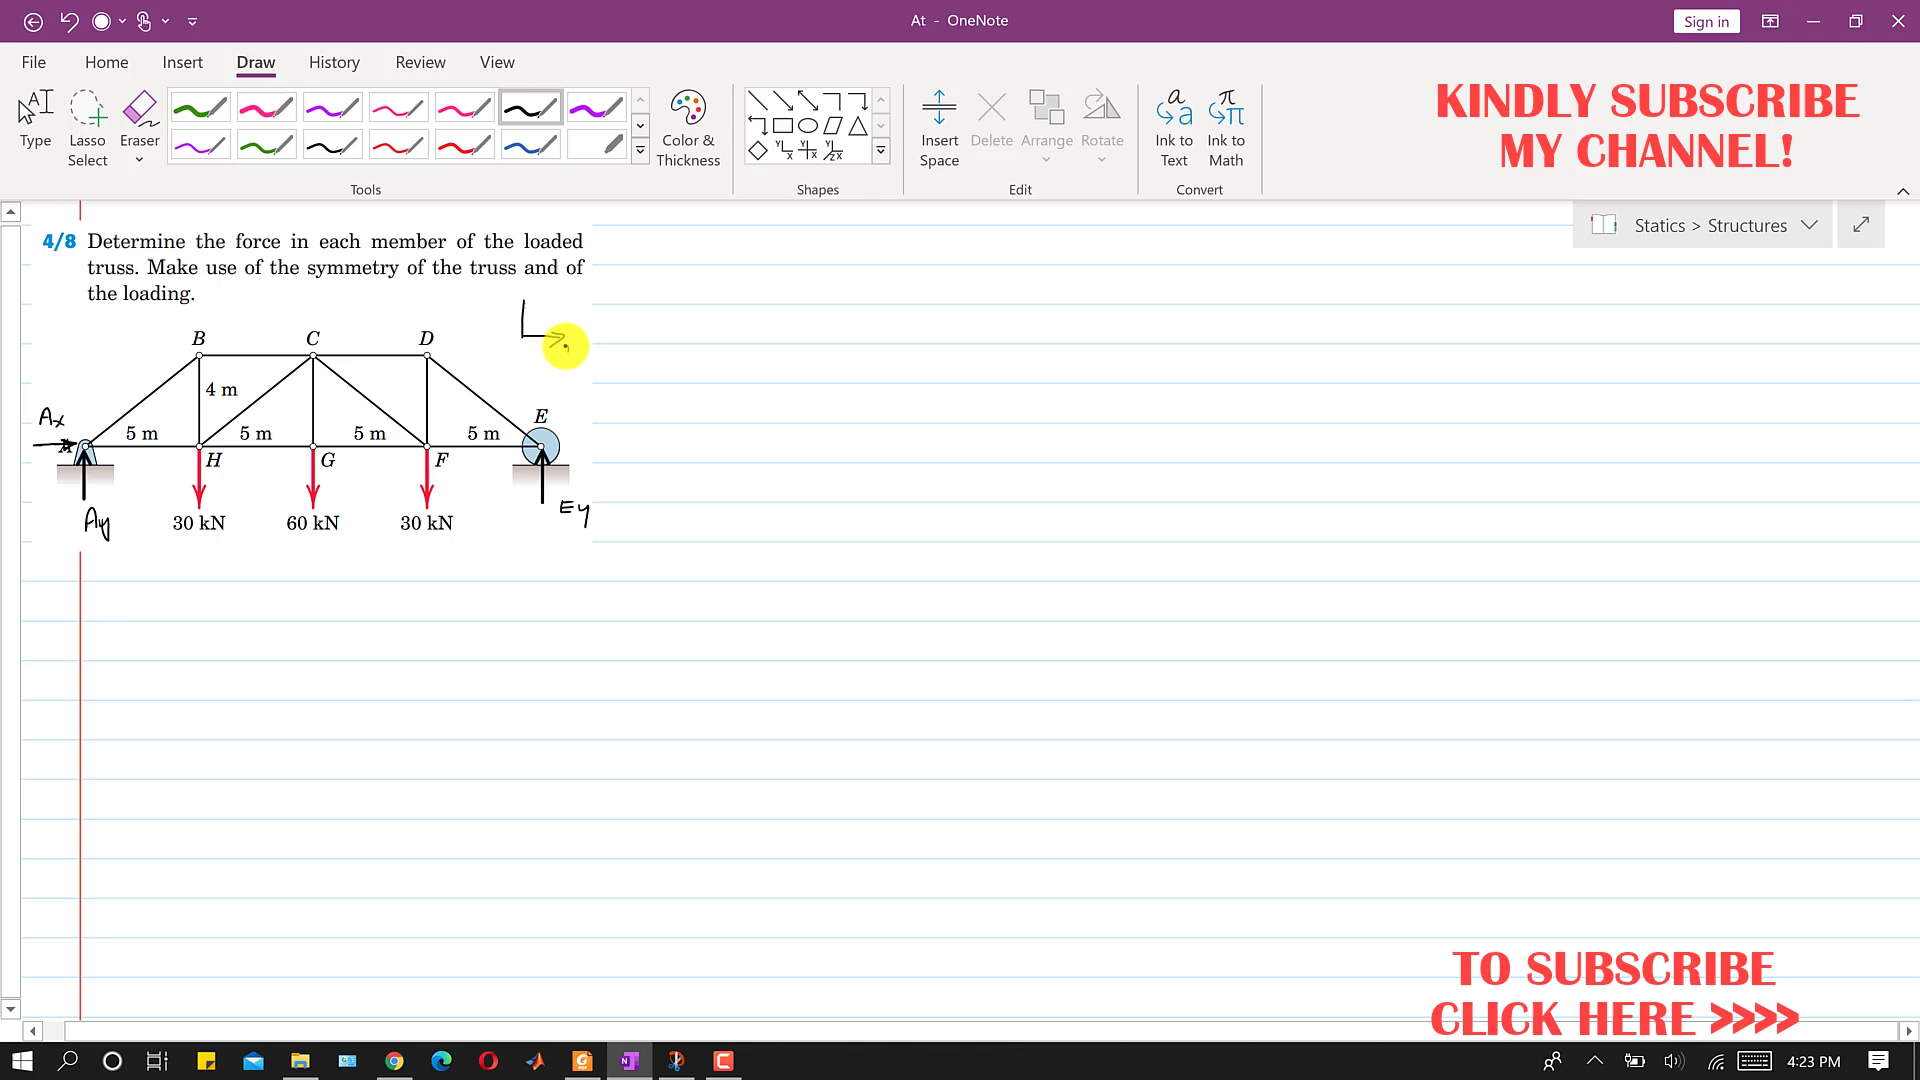 At - OneNote
Sign in
File Home Insert Draw History Review View
KINDLY SUBSCRIBE
MY CHANNEL!
Type
Lasso
Select
Eraser
Color &
Thickness
Insert
Space
Delete
Arrange
Rotate
Ink to
Text
Ink to
Math
Tools
Shapes
Edit
Convert
Statics > Structures
4/8 Determine the force in each member of the loaded
truss. Make use of the symmetry of the truss and of
the loading.
B C D
4 m
Ax
E
5 m 5 m 5 m 5 m
A
H G F
Ay
30 kN 60 kN 30 kN
Ey
TO SUBSCRIBE
CLICK HERE >>>>
4:23 PM